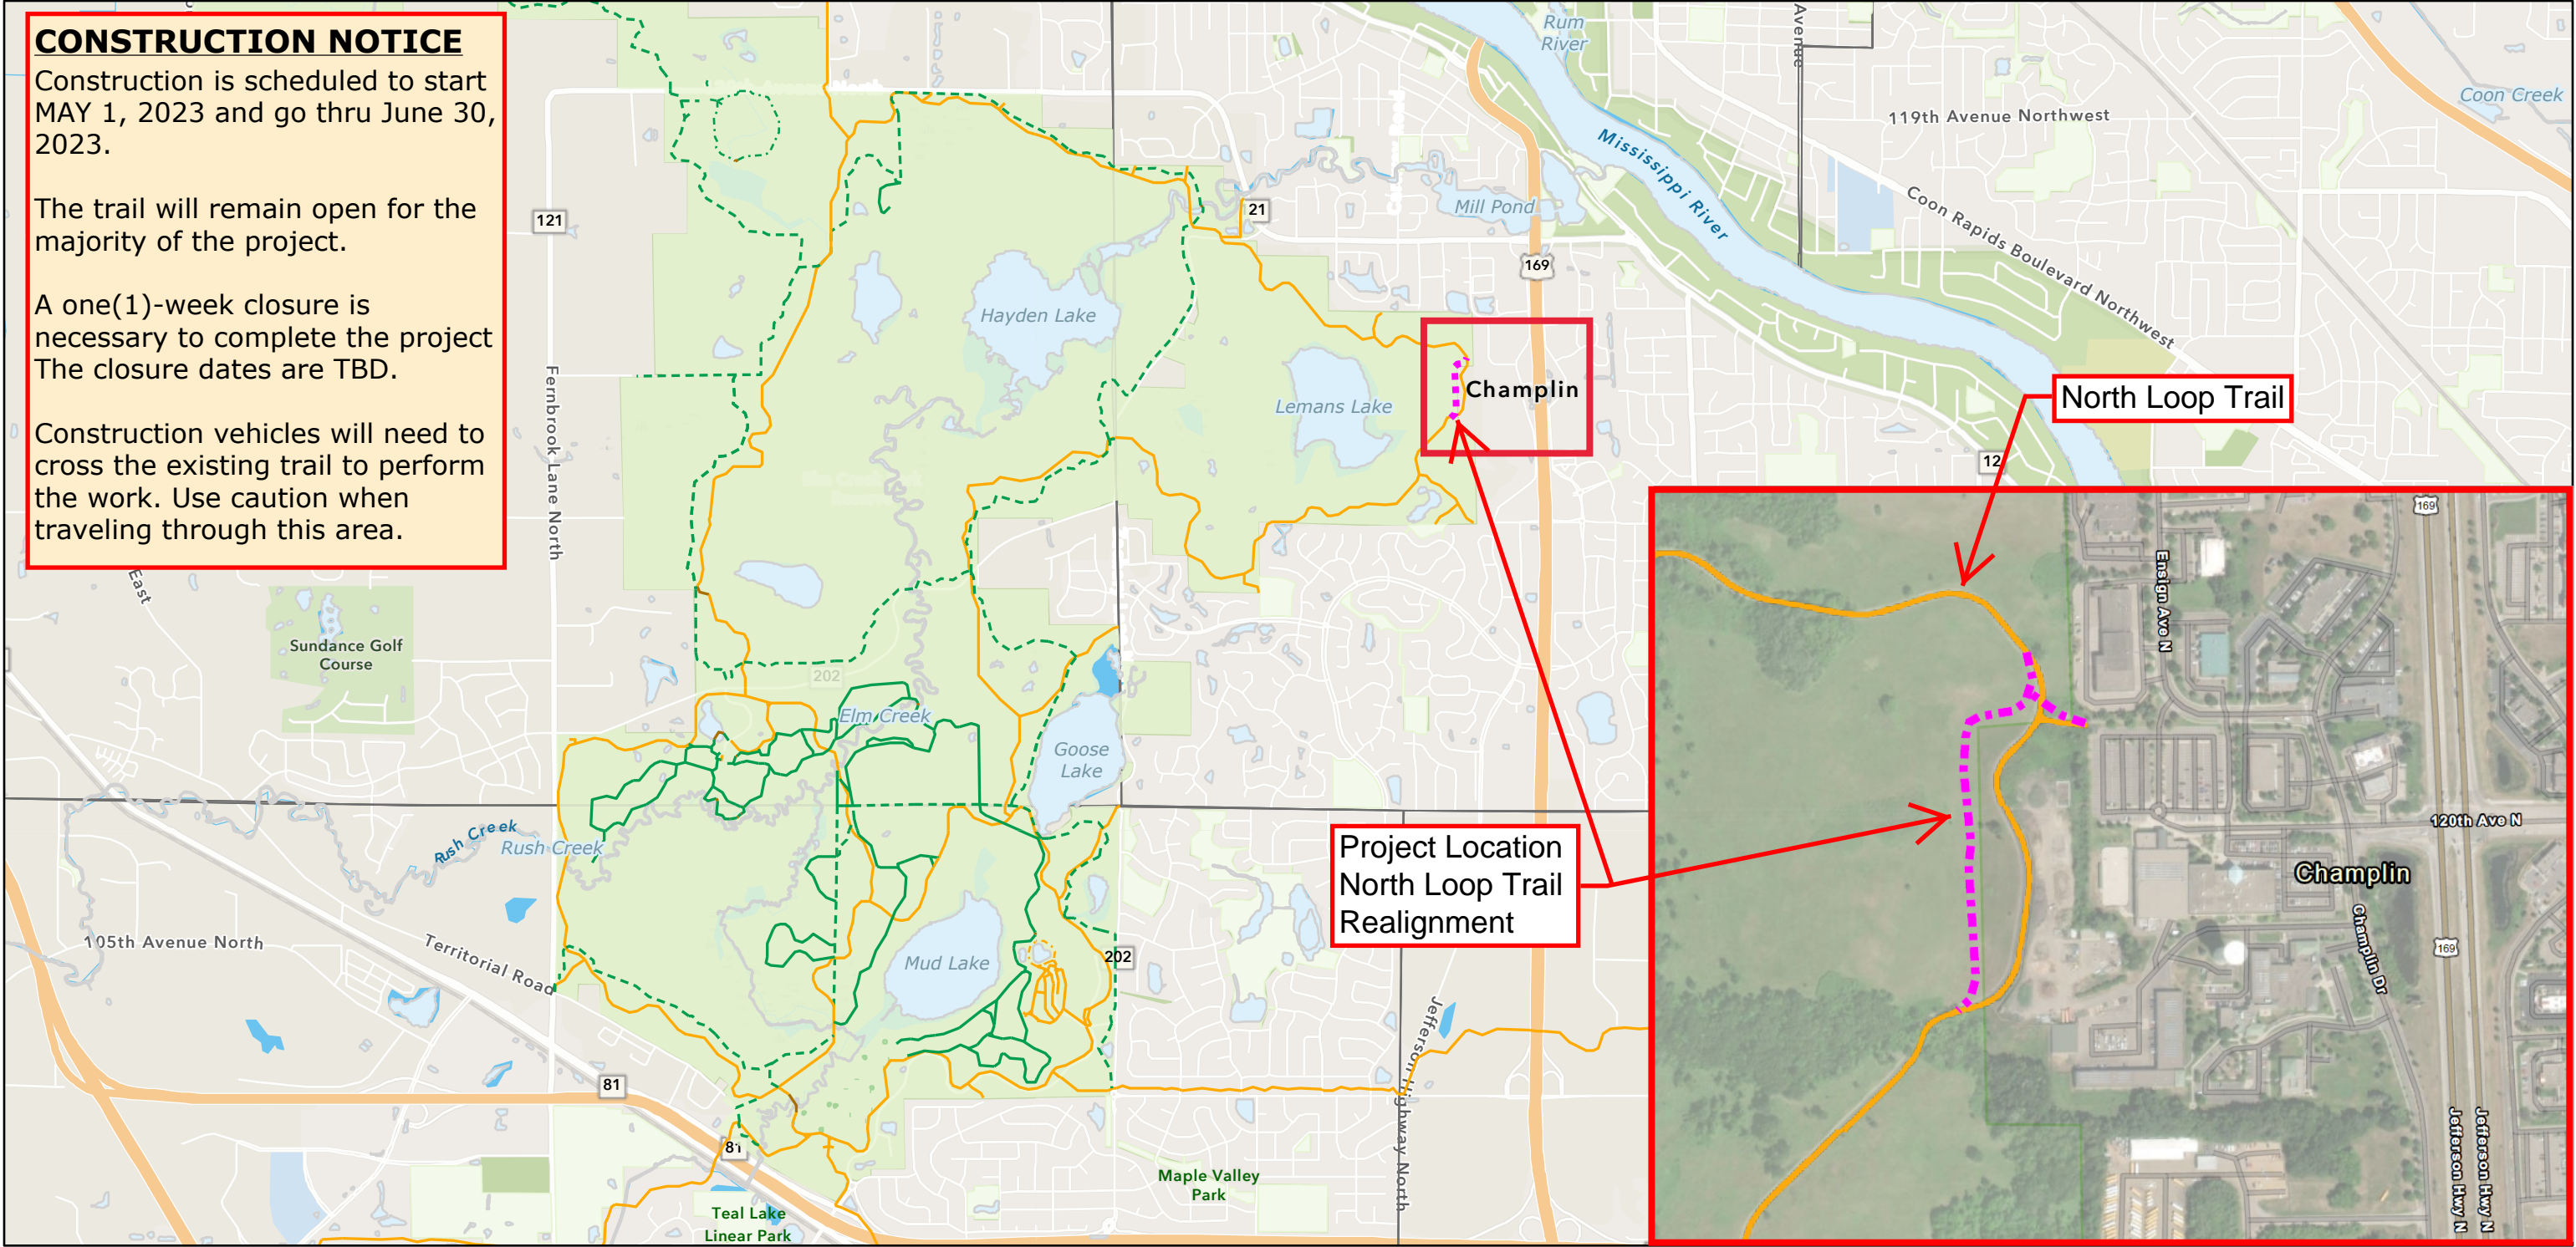 CONSTRUCTION NOTICE
Construction is scheduled to start
MAY 1, 2023 and go thru June 30,
2023.
The trail will remain open for the
majority of the project.
A one(1)-week closure is
necessary to complete the project
The closure dates are TBD.
Construction vehicles will need to
cross the existing trail to perform
the work. Use caution when
traveling through this area.
Rum
River
Avenue
Coon Creek
119th Avenue Northwest
Mississippi River
Coon Rapids Boulevard Northwest
Mill Pond
121
21
169
Hayden Lake
Lemans Lake
Champlin
North Loop Trail
12
Fernbrook Lane North
East
Sundance Golf
Course
202
Elm Creek
Goose
Lake
Rush Creek
Rush Creek
Project Location
North Loop Trail
Realignment
105th Avenue North
Territorial Road
Mud Lake
202
Jefferson Highway North
81
81
Maple Valley
Park
Teal Lake
Linear Park
169
Ensign Ave N
120th Ave N
Champlin
Champlin Dr
169
Jefferson Hwy N
Jefferson Hwy N